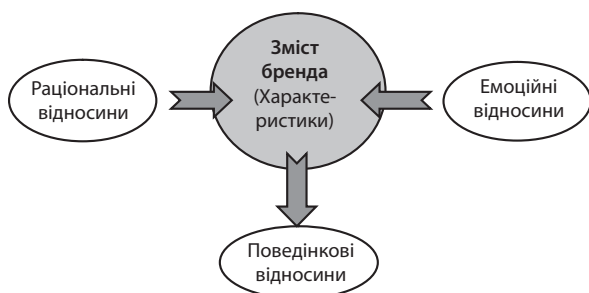 Зміст
бренда
(Характе-
ристики)
Раціональні
відносини
Емоційні
відносини
Поведінкові
відносини